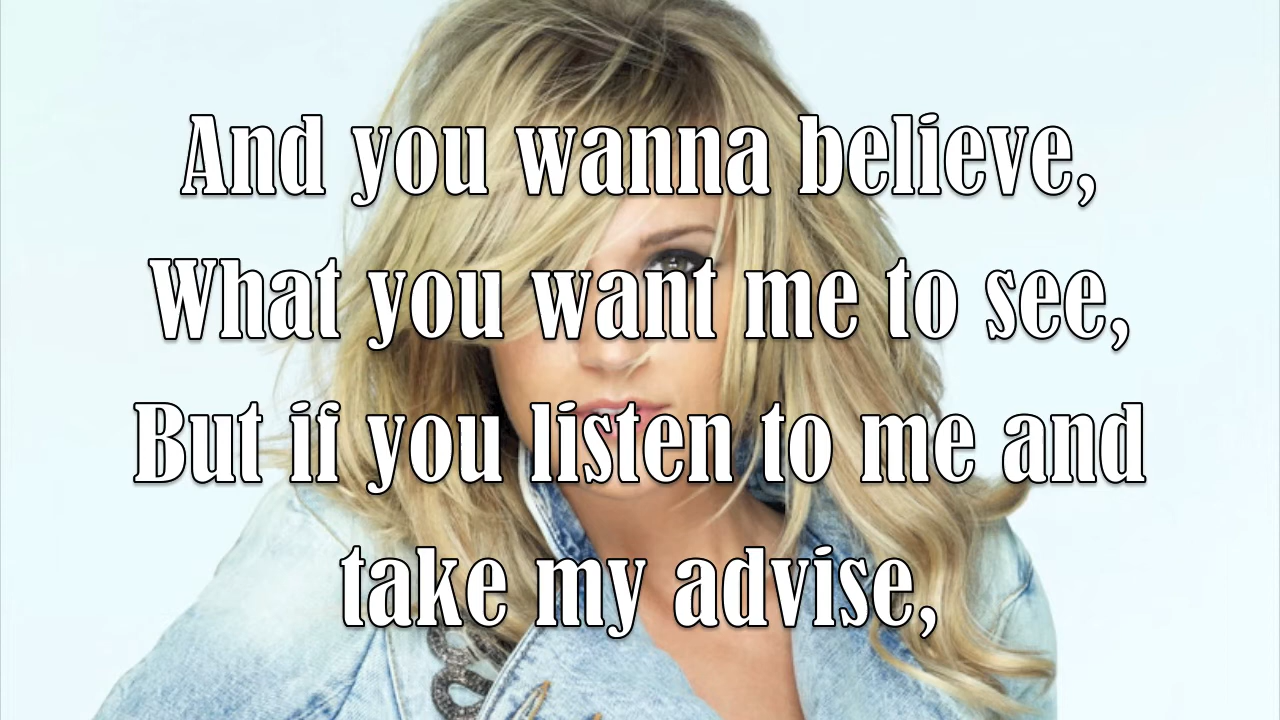 And you wanna believe,
What you want me to see,
But if you listen to me and
take my advise,